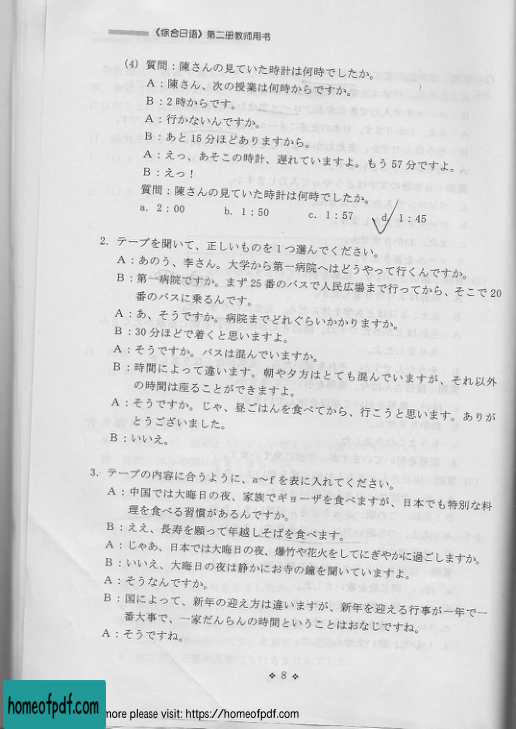 《综合日语》第二册教师用书
(4) 質問：陳さんの見ていた時計は何時でしたか。
A：陳さん、次の授業は何時からですか。
B：2時からです。
A：行かないんですか。
B：あと15分ほどありますから。
A：えっ、あそこの時計、遅れていますよ。もう57分ですよ。
B：えっ！
質問：陳さんの見ていた時計は何時でしたか。
a. 2：00 b. 1：50 c. 1：57 d. 1：45
2. テープを聞いて、正しいものを1つ選んでください。
A：あのう、李さん。大学から第一病院へはどうやって行くんですか。
B：第一病院ですか。まず25番のバスで人民広場まで行ってから、そこで20
番のバスに乗るんです。
A：あ、そうですか。病院までどれぐらいかかりますか。
B：30分ほどで着くと思いますよ。
A：そうですか。バスは混んでいますか。
B：時間によって違います。朝や夕方はとても混んでいますが、それ以外
の時間は座ることができますよ。
A：そうですか。じゃ、昼ごはんを食べてから、行こうと思います。ありが
とうございました。
B：いいえ。
3. テープの内容に合うように、a～fを表に入れてください。
A：中国では大晦日の夜、家族でギョーザを食べますが、日本でも特別な料
理を食べる習慣があるんですか。
B：ええ、長寿を願って年越しそばを食べます。
A：じゃあ、日本では大晦日の夜、爆竹や花火をしてにぎやかに過ごしますか。
B：いいえ、大晦日の夜は静かにお寺の鐘を聞いていますよ。
A：そうなんですか。
B：国によって、新年の迎え方は違いますが、新年を迎える行事が一年で一
番大事で、一家だんらんの時間ということはおなじですね。
A：そうですね。
❖ 8 ❖
homeofpdf.com
more please visit: https://homeofpdf.com